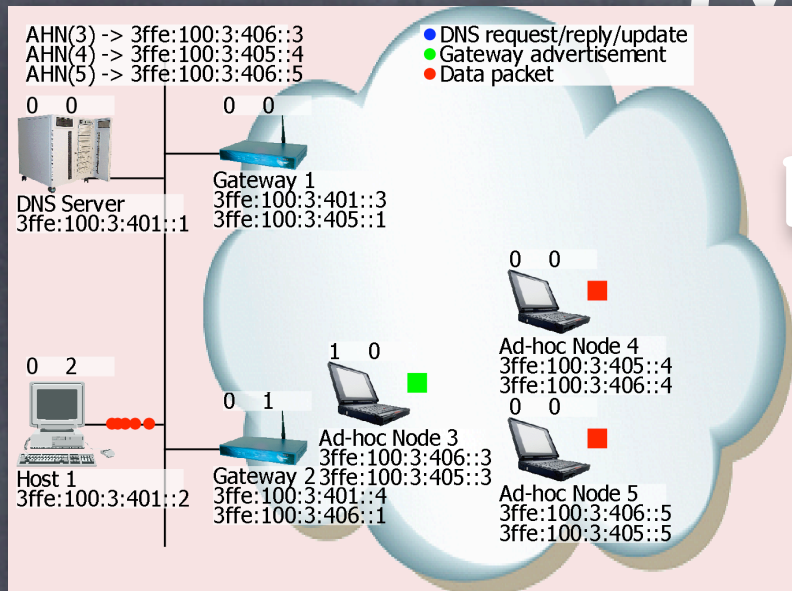 AHN(3) -> 3ffe:100:3:406::3
AHN(4) -> 3ffe:100:3:405::4
AHN(5) -> 3ffe:100:3:406::5
DNS request/reply/update
Gateway advertisement
Data packet
0 0
DNS Server
3ffe:100:3:401::1
0 0
Gateway 1
3ffe:100:3:401::3
3ffe:100:3:405::1
0 0
Ad-hoc Node 4
3ffe:100:3:405::4
3ffe:100:3:406::4
0 2
Host 1
3ffe:100:3:401::2
0 1
Gateway 2
3ffe:100:3:401::4
3ffe:100:3:406::1
1 0
Ad-hoc Node 3
3ffe:100:3:406::3
3ffe:100:3:405::3
0 0
Ad-hoc Node 5
3ffe:100:3:406::5
3ffe:100:3:405::5